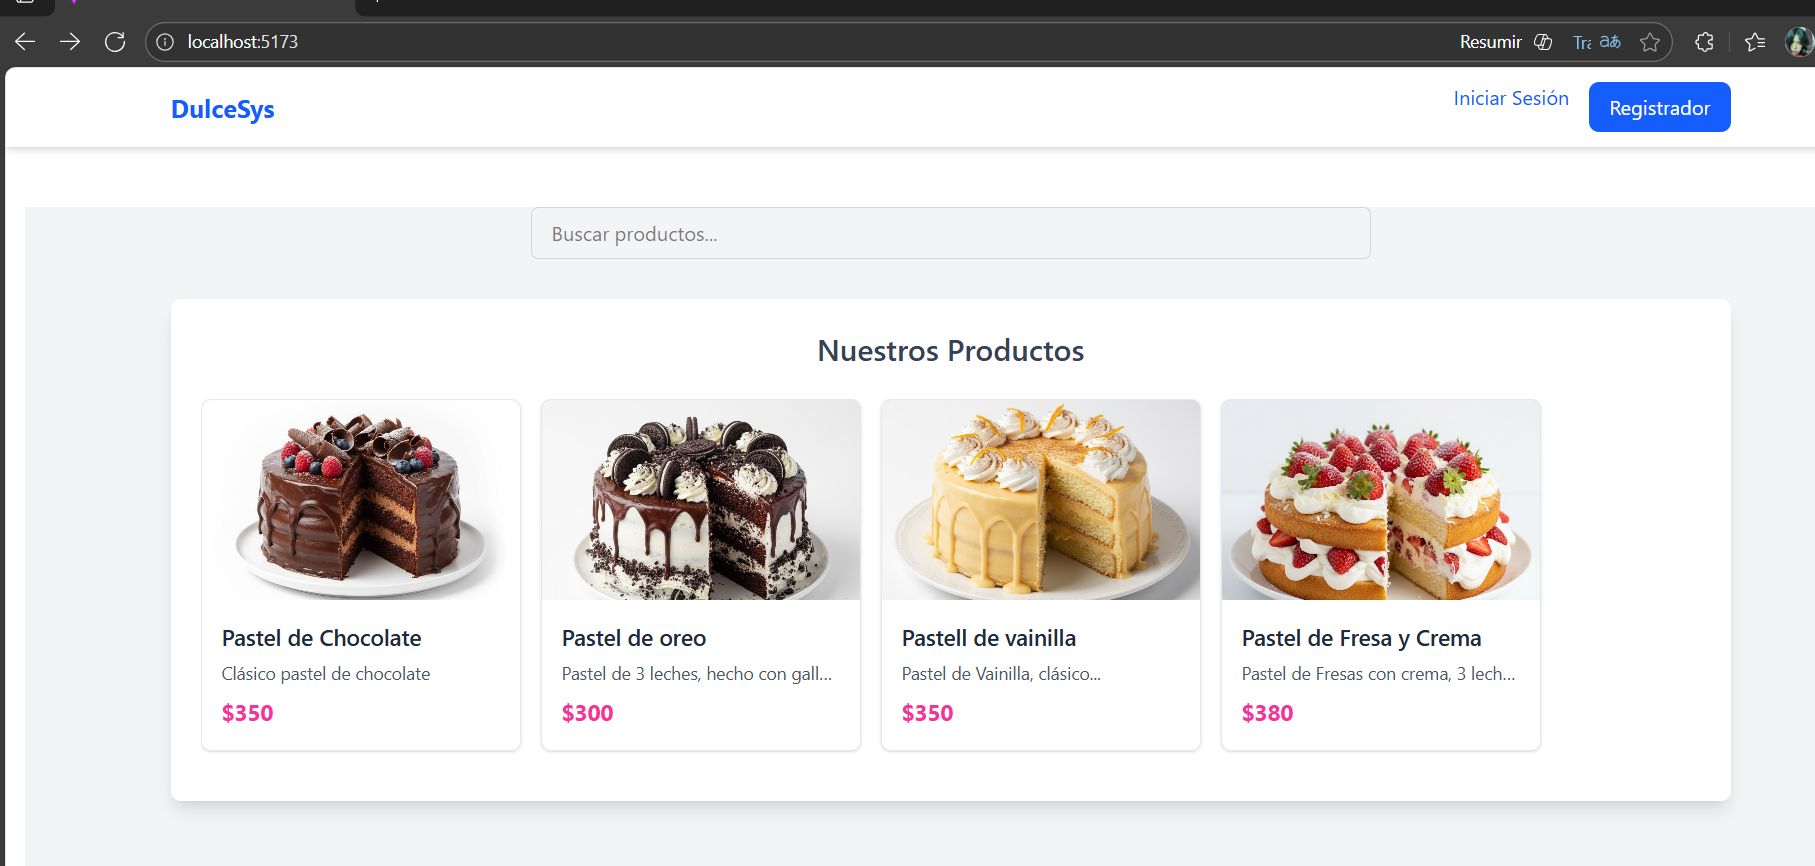 localhost:5173
Resumir
DulceSys
Iniciar Sesión
Registrador
Buscar productos...
Nuestros Productos
Pastel de Chocolate
Clásico pastel de chocolate
$350
Pastel de oreo
Pastel de 3 leches, hecho con gall...
$300
Pastell de vainilla
Pastel de Vainilla, clásico...
$350
Pastel de Fresa y Crema
Pastel de Fresas con crema, 3 lech...
$380